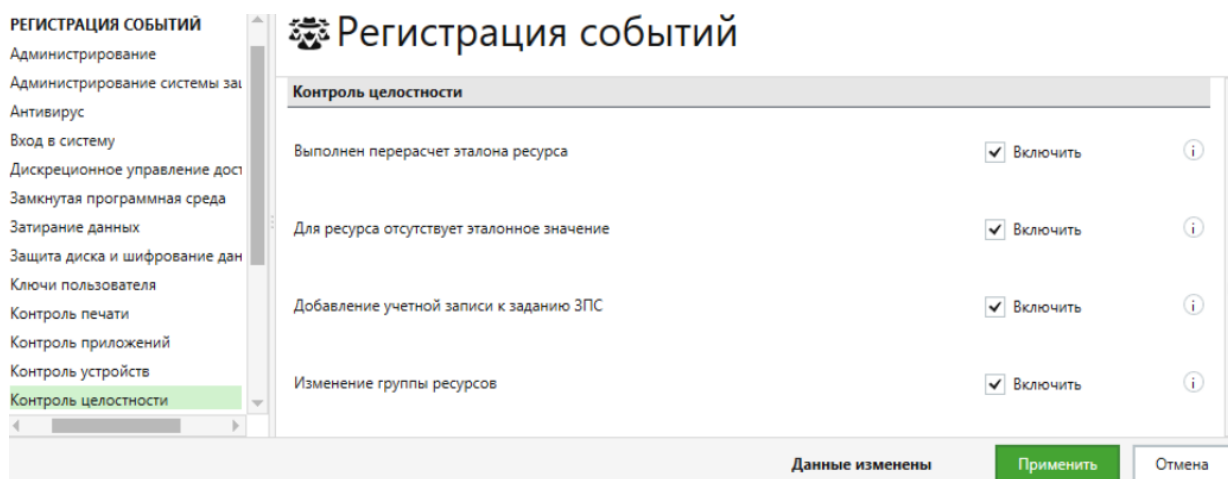 РЕГИСТРАЦИЯ СОБЫТИЙ
Администрирование
Администрирование системы
Антивирус
Вход в систему
Дискреционное управление
Замкнутая программная среда
Затирание данных
Защита диска и шифрование
Ключи пользователя
Контроль печати
Контроль приложений
Контроль устройств
Контроль целостности
Регистрация событий
Контроль целостности
Выполнен перерасчет эталона ресурса Включить
Для ресурса отсутствует эталонное значение Включить
Добавление учетной записи к заданию ЗПС Включить
Изменение группы ресурсов Включить
Данные изменены Применить Отмена